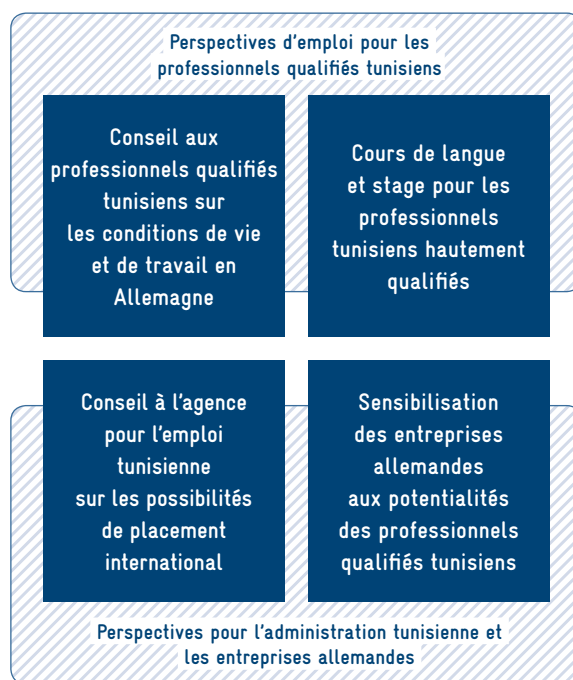 Perspectives d'emploi pour les
professionnels qualifiés tunisiens
Conseil aux
professionnels qualifiés
tunisiens sur
les conditions de vie
et de travail en
Allemagne
Cours de langue
et stage pour les
professionnels
tunisiens hautement
qualifiés
Conseil à l'agence
pour l'emploi
tunisienne
sur les possibilités
de placement
international
Sensibilisation
des entreprises
allemandes
aux potentialités
des professionnels
qualifiés tunisiens
Perspectives pour l'administration tunisienne et
les entreprises allemandes